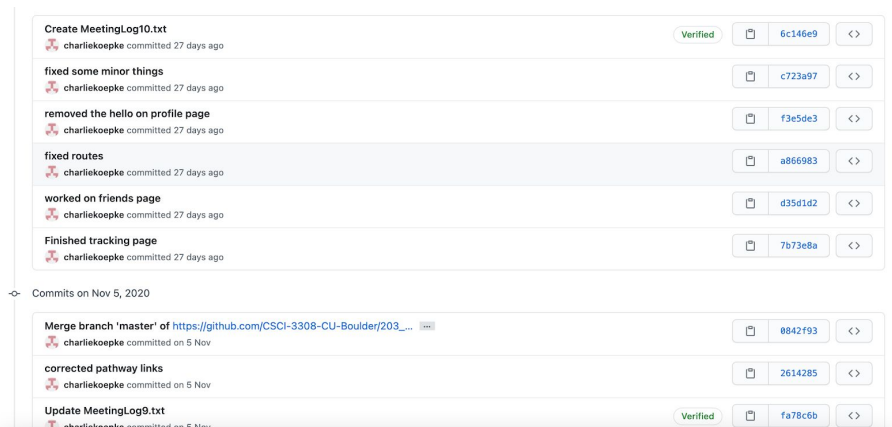 Create MeetingLog10.txt
charliekoepke committed 27 days ago
Verified
6c146e9
fixed some minor things
charliekoepke committed 27 days ago
c723a97
removed the hello on profile page
charliekoepke committed 27 days ago
f3e5de3
fixed routes
charliekoepke committed 27 days ago
a866983
worked on friends page
charliekoepke committed 27 days ago
d35d1d2
Finished tracking page
charliekoepke committed 27 days ago
7b73e8a
Commits on Nov 5, 2020
Merge branch 'master' of https://github.com/CSCI-3308-CU-Boulder/203_... ...
charliekoepke committed on 5 Nov
0842f93
corrected pathway links
charliekoepke committed on 5 Nov
2614285
Update MeetingLog9.txt
charliekoepke committed on 5 Nov
Verified
fa78c6b